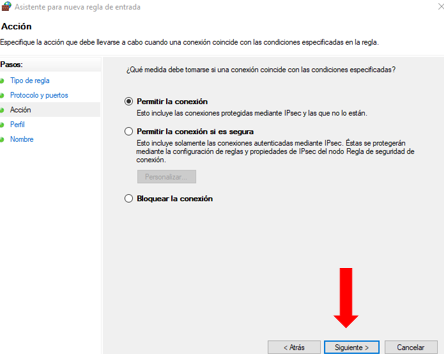 Asistente para nueva regla de entrada
Acción
Especifique la acción que debe llevarse a cabo cuando una conexión coincide con las condiciones especificadas en la regla.
Pasos:
Tipo de regla
Protocolo y puertos
Acción
Perfil
Nombre
¿Qué medida debe tomarse si una conexión coincide con las condiciones especificadas?
Permitir la conexión
Esto incluye las conexiones protegidas mediante IPsec y las que no lo están.
Permitir la conexión si es segura
Esto incluye solamente las conexiones autenticadas mediante IPsec. Éstas se protegerán
mediante la configuración de reglas y propiedades de IPsec del nodo Regla de seguridad de
conexión.
Personalizar...
Bloquear la conexión
< Atrás
Siguiente >
Cancelar